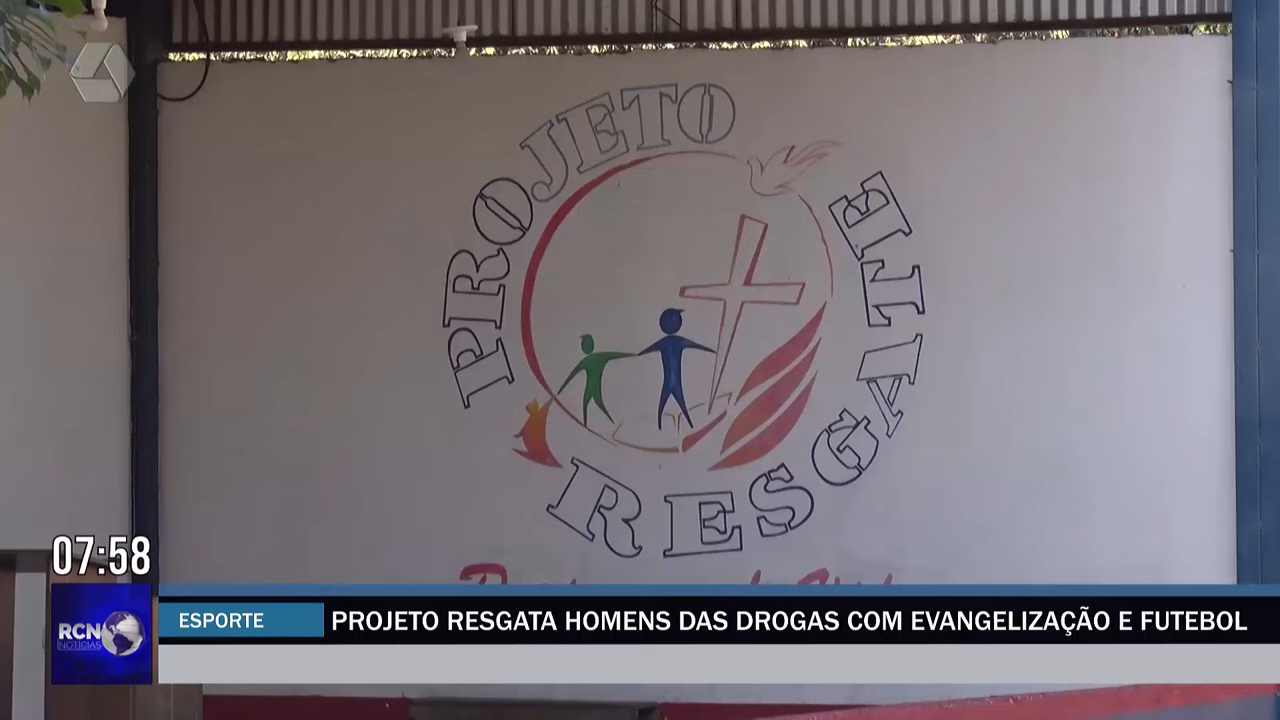 PROJETO
RESGATE
07:58
ESPORTE
PROJETO RESGATA HOMENS DAS DROGAS COM EVANGELIZAÇÃO E FUTEBOL
RCN
NOTÍCIAS